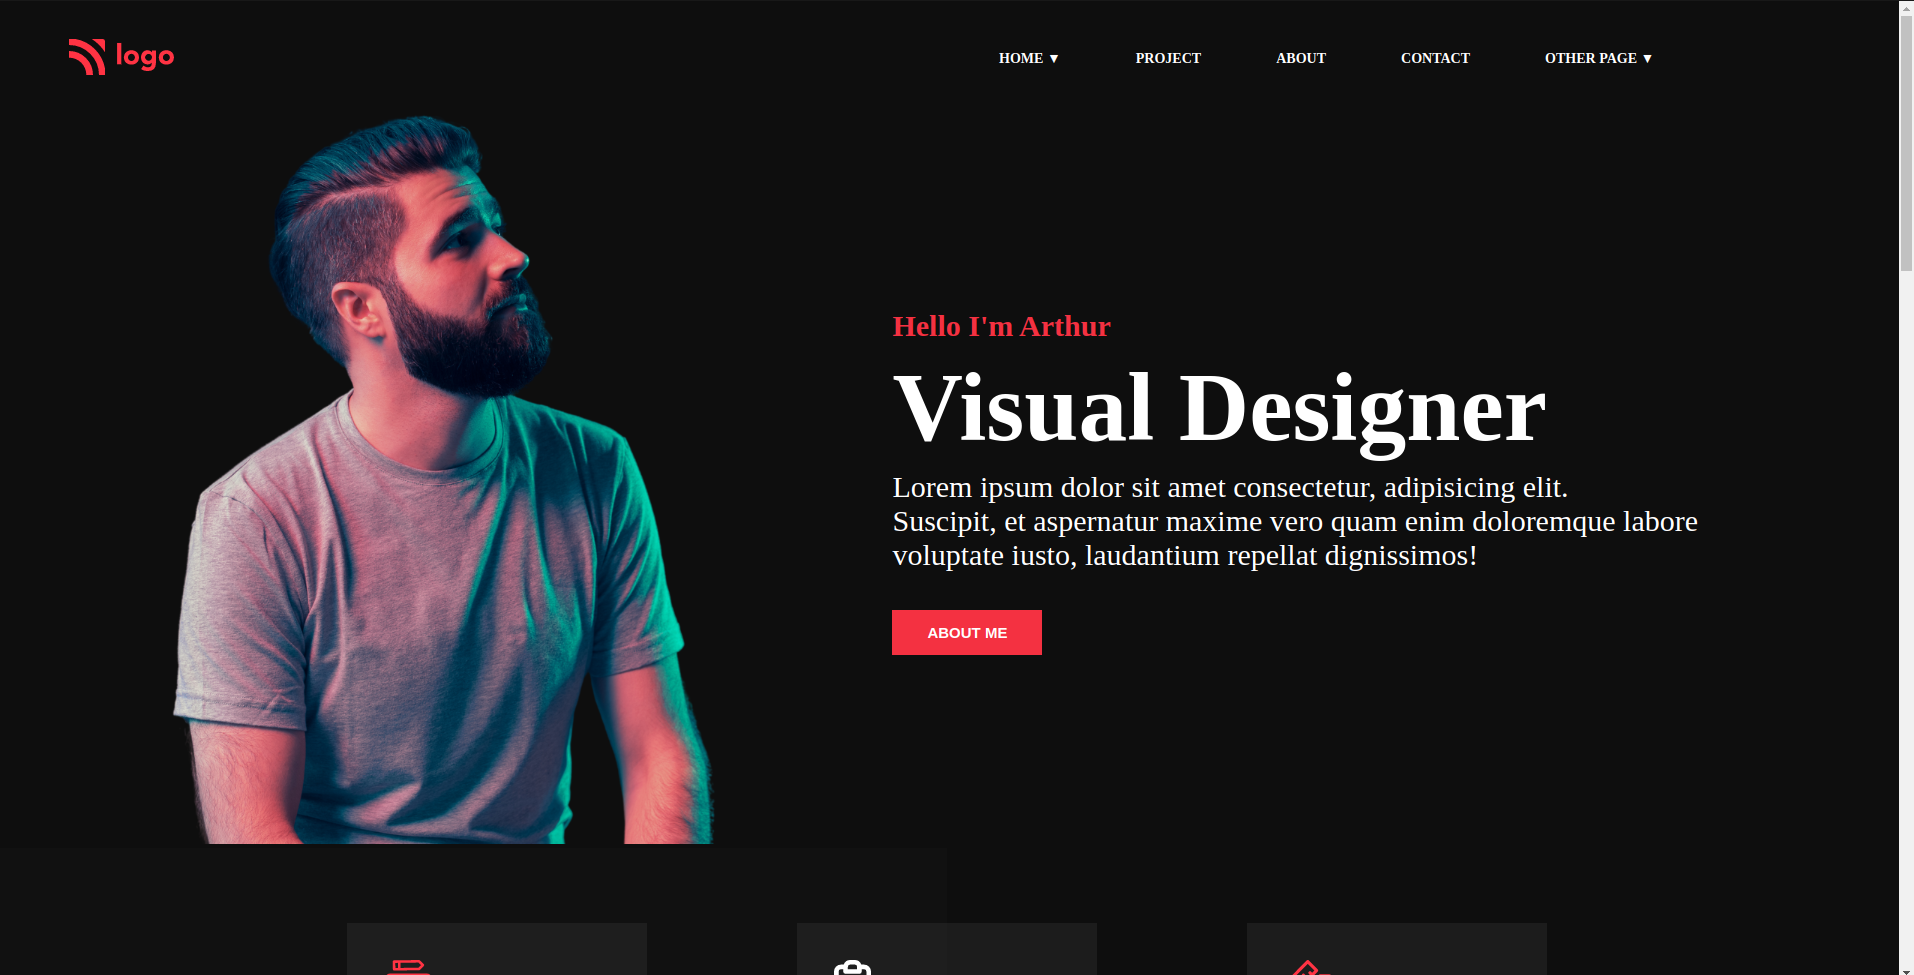 logo
HOME ▼
PROJECT
ABOUT
CONTACT
OTHER PAGE ▼
Hello I'm Arthur
Visual Designer
Lorem ipsum dolor sit amet consectetur, adipisicing elit.
Suscipit, et aspernatur maxime vero quam enim doloremque labore
voluptate iusto, laudantium repellat dignissimos!
ABOUT ME